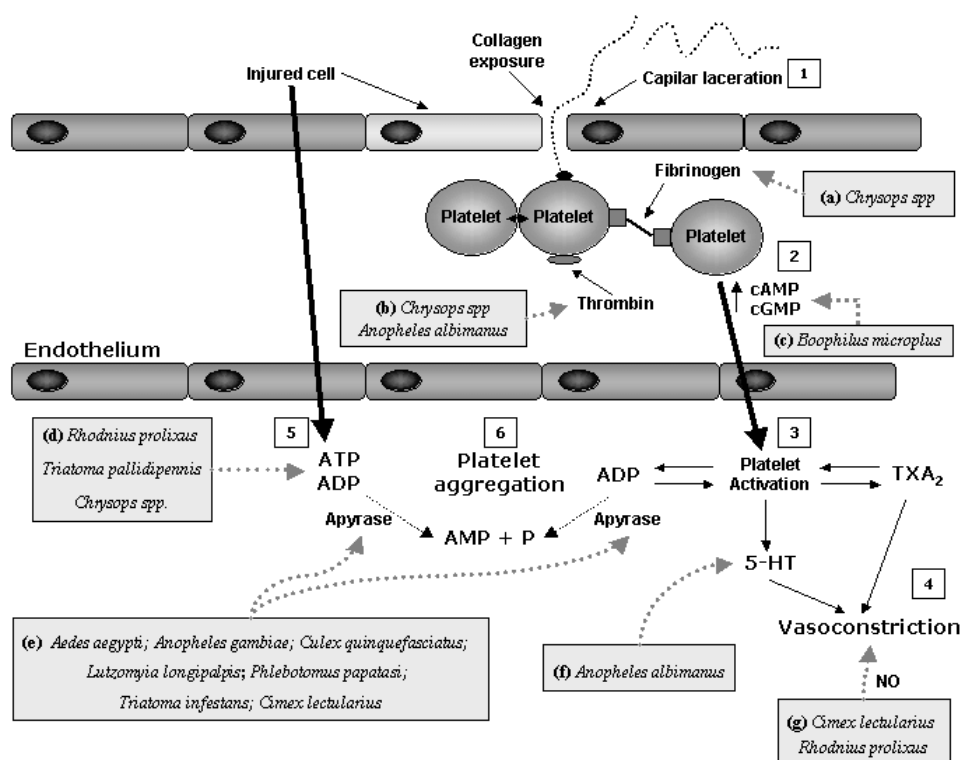 Collagen
exposure
Injured cell
Capilar laceration
1
Fibrinogen
(a) Chrysops spp
Platelet
Platelet
Platelet
2
cAMP
cGMP
Thrombin
(b) Chrysops spp
Anopheles albimanus
(c) Boophilus microplus
Endothelium
(d) Rhodnius prolixus
Triatoma pallidipennis
Chrysops spp.
5
ATP
ADP
6
Platelet
aggregation
3
ADP
Platelet
Activation
TXA2
Apyrase
AMP + P
Apyrase
5-HT
4
Vasoconstriction
(e) Aedes aegypti; Anopheles gambiae; Culex quinquefasciatus;
Lutzomyia longipalpis; Phlebotomus papatasi;
Triatoma infestans; Cimex lectularius
(f) Anopheles albimanus
NO
(g) Cimex lectularius
Rhodnius prolixus